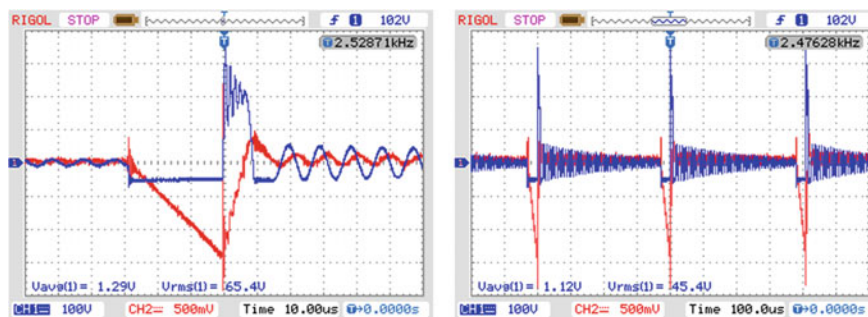 RIGOL STOP 1 102V
T
T 2.52871kHz
1
Vavg(1)= 1.29V Vrms(1)=65.4V
CH1= 100V CH2= 500mV Time 10.00us T→0.0000s
RIGOL STOP 1 102V
T
T 2.47628kHz
1
Vavg(1)= 1.12V Vrms(1)=45.4V
CH1= 100V CH2= 500mV Time 100.0us T→0.0000s